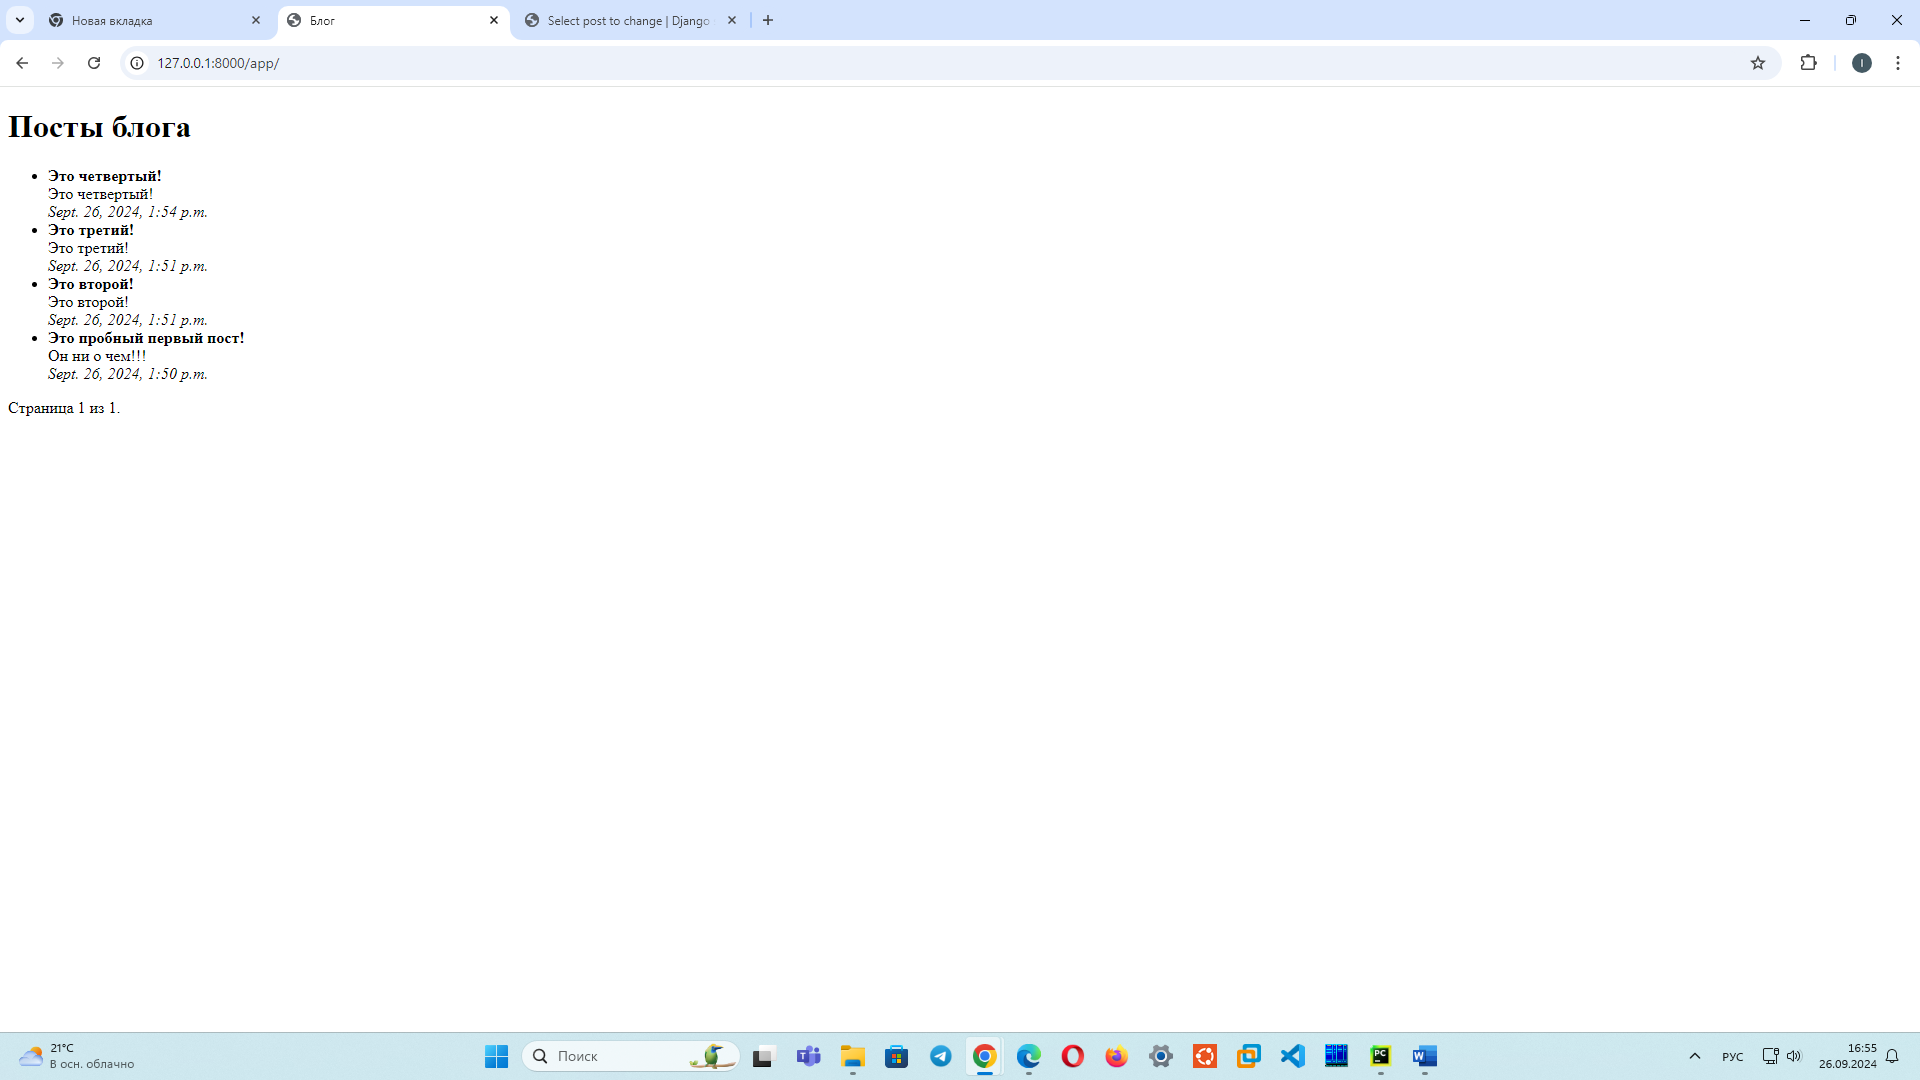 Новая вкладка
Блог
Select post to change | Django
127.0.0.1:8000/app/
I
Посты блога
Это четвертый!
Это четвертый!
Sept. 26, 2024, 1:54 p.m.
Это третий!
Это третий!
Sept. 26, 2024, 1:51 p.m.
Это второй!
Это второй!
Sept. 26, 2024, 1:51 p.m.
Это пробный первый пост!
Он ни о чем!!!
Sept. 26, 2024, 1:50 p.m.
Страница 1 из 1.
21°C
В осн. облачно
Поиск
РУС
16:55
26.09.2024